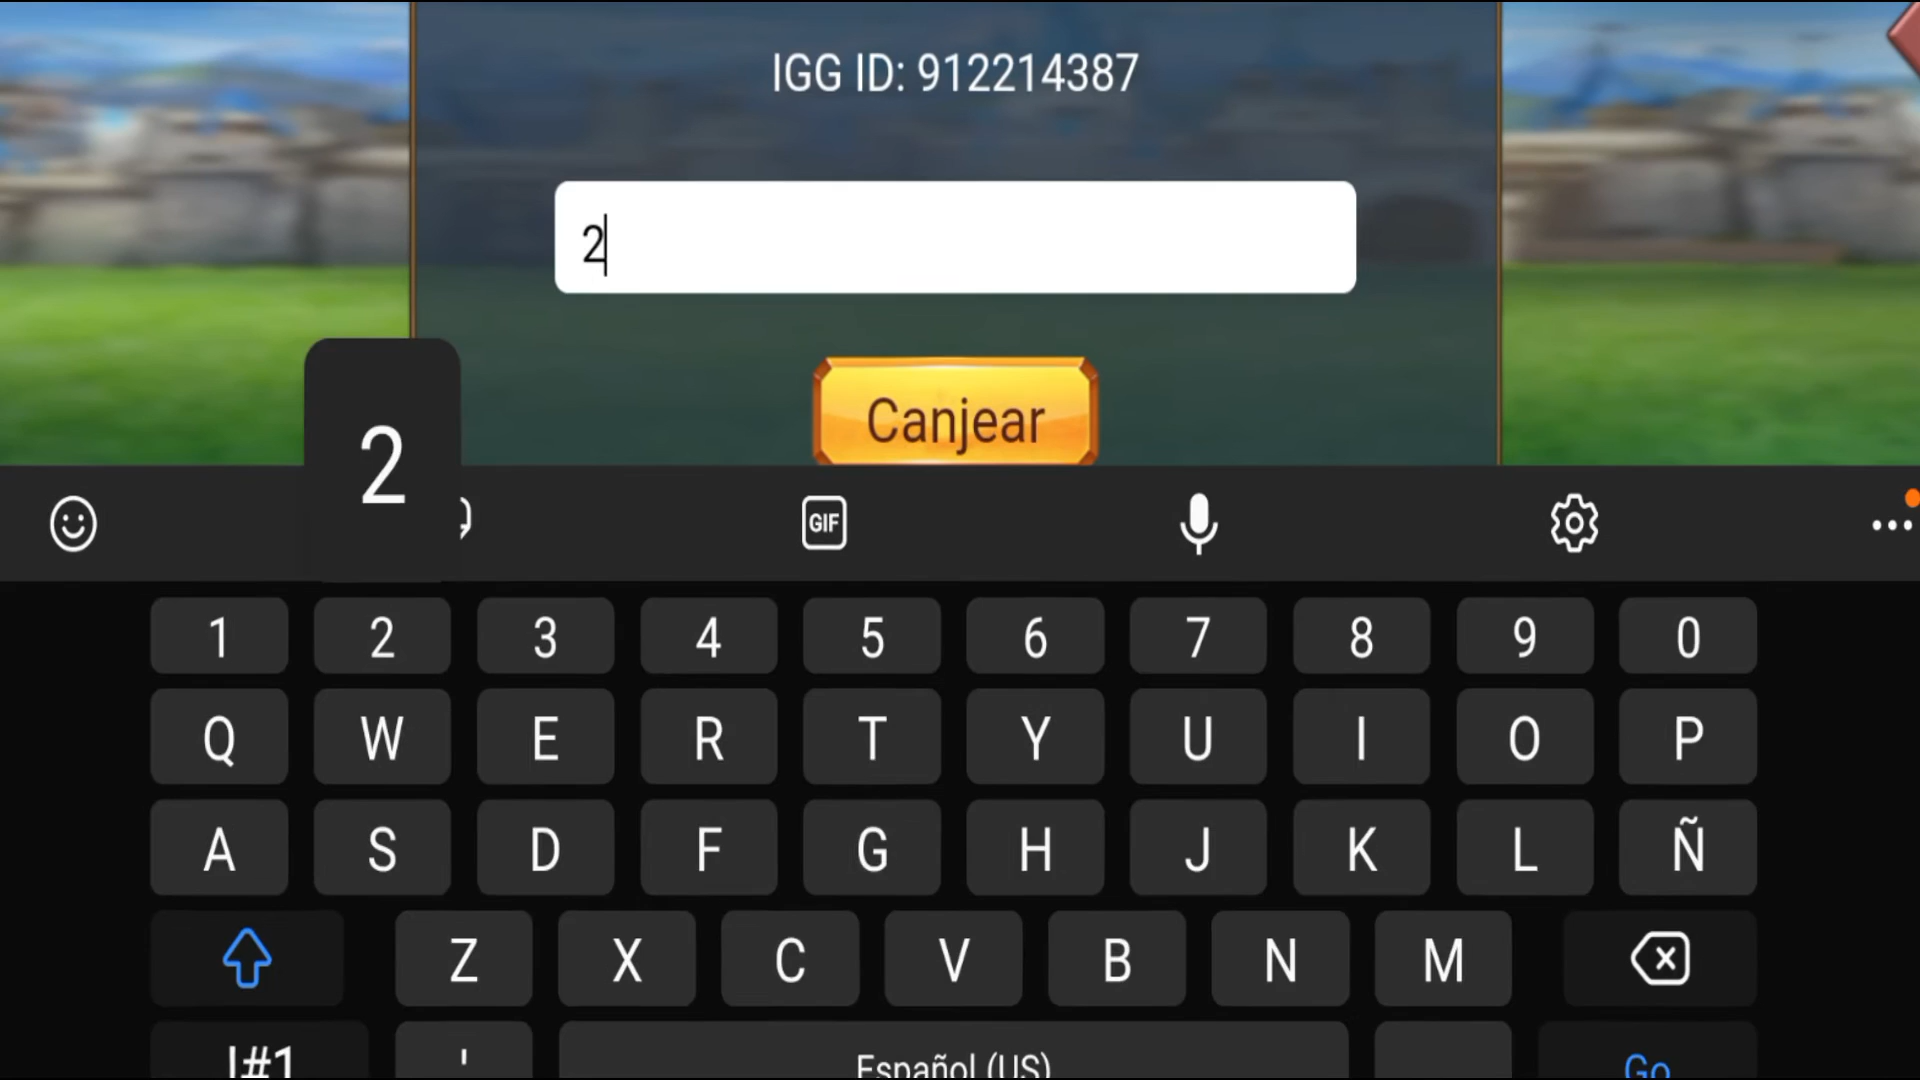 IGG ID: 912214387
2
Canjear
2
GIF
1 2 3 4 5 6 7 8 9 0
Q W E R T Y U I O P
A S D F G H J K L Ñ
Z X C V B N M
!#1 ' Español (US) Go